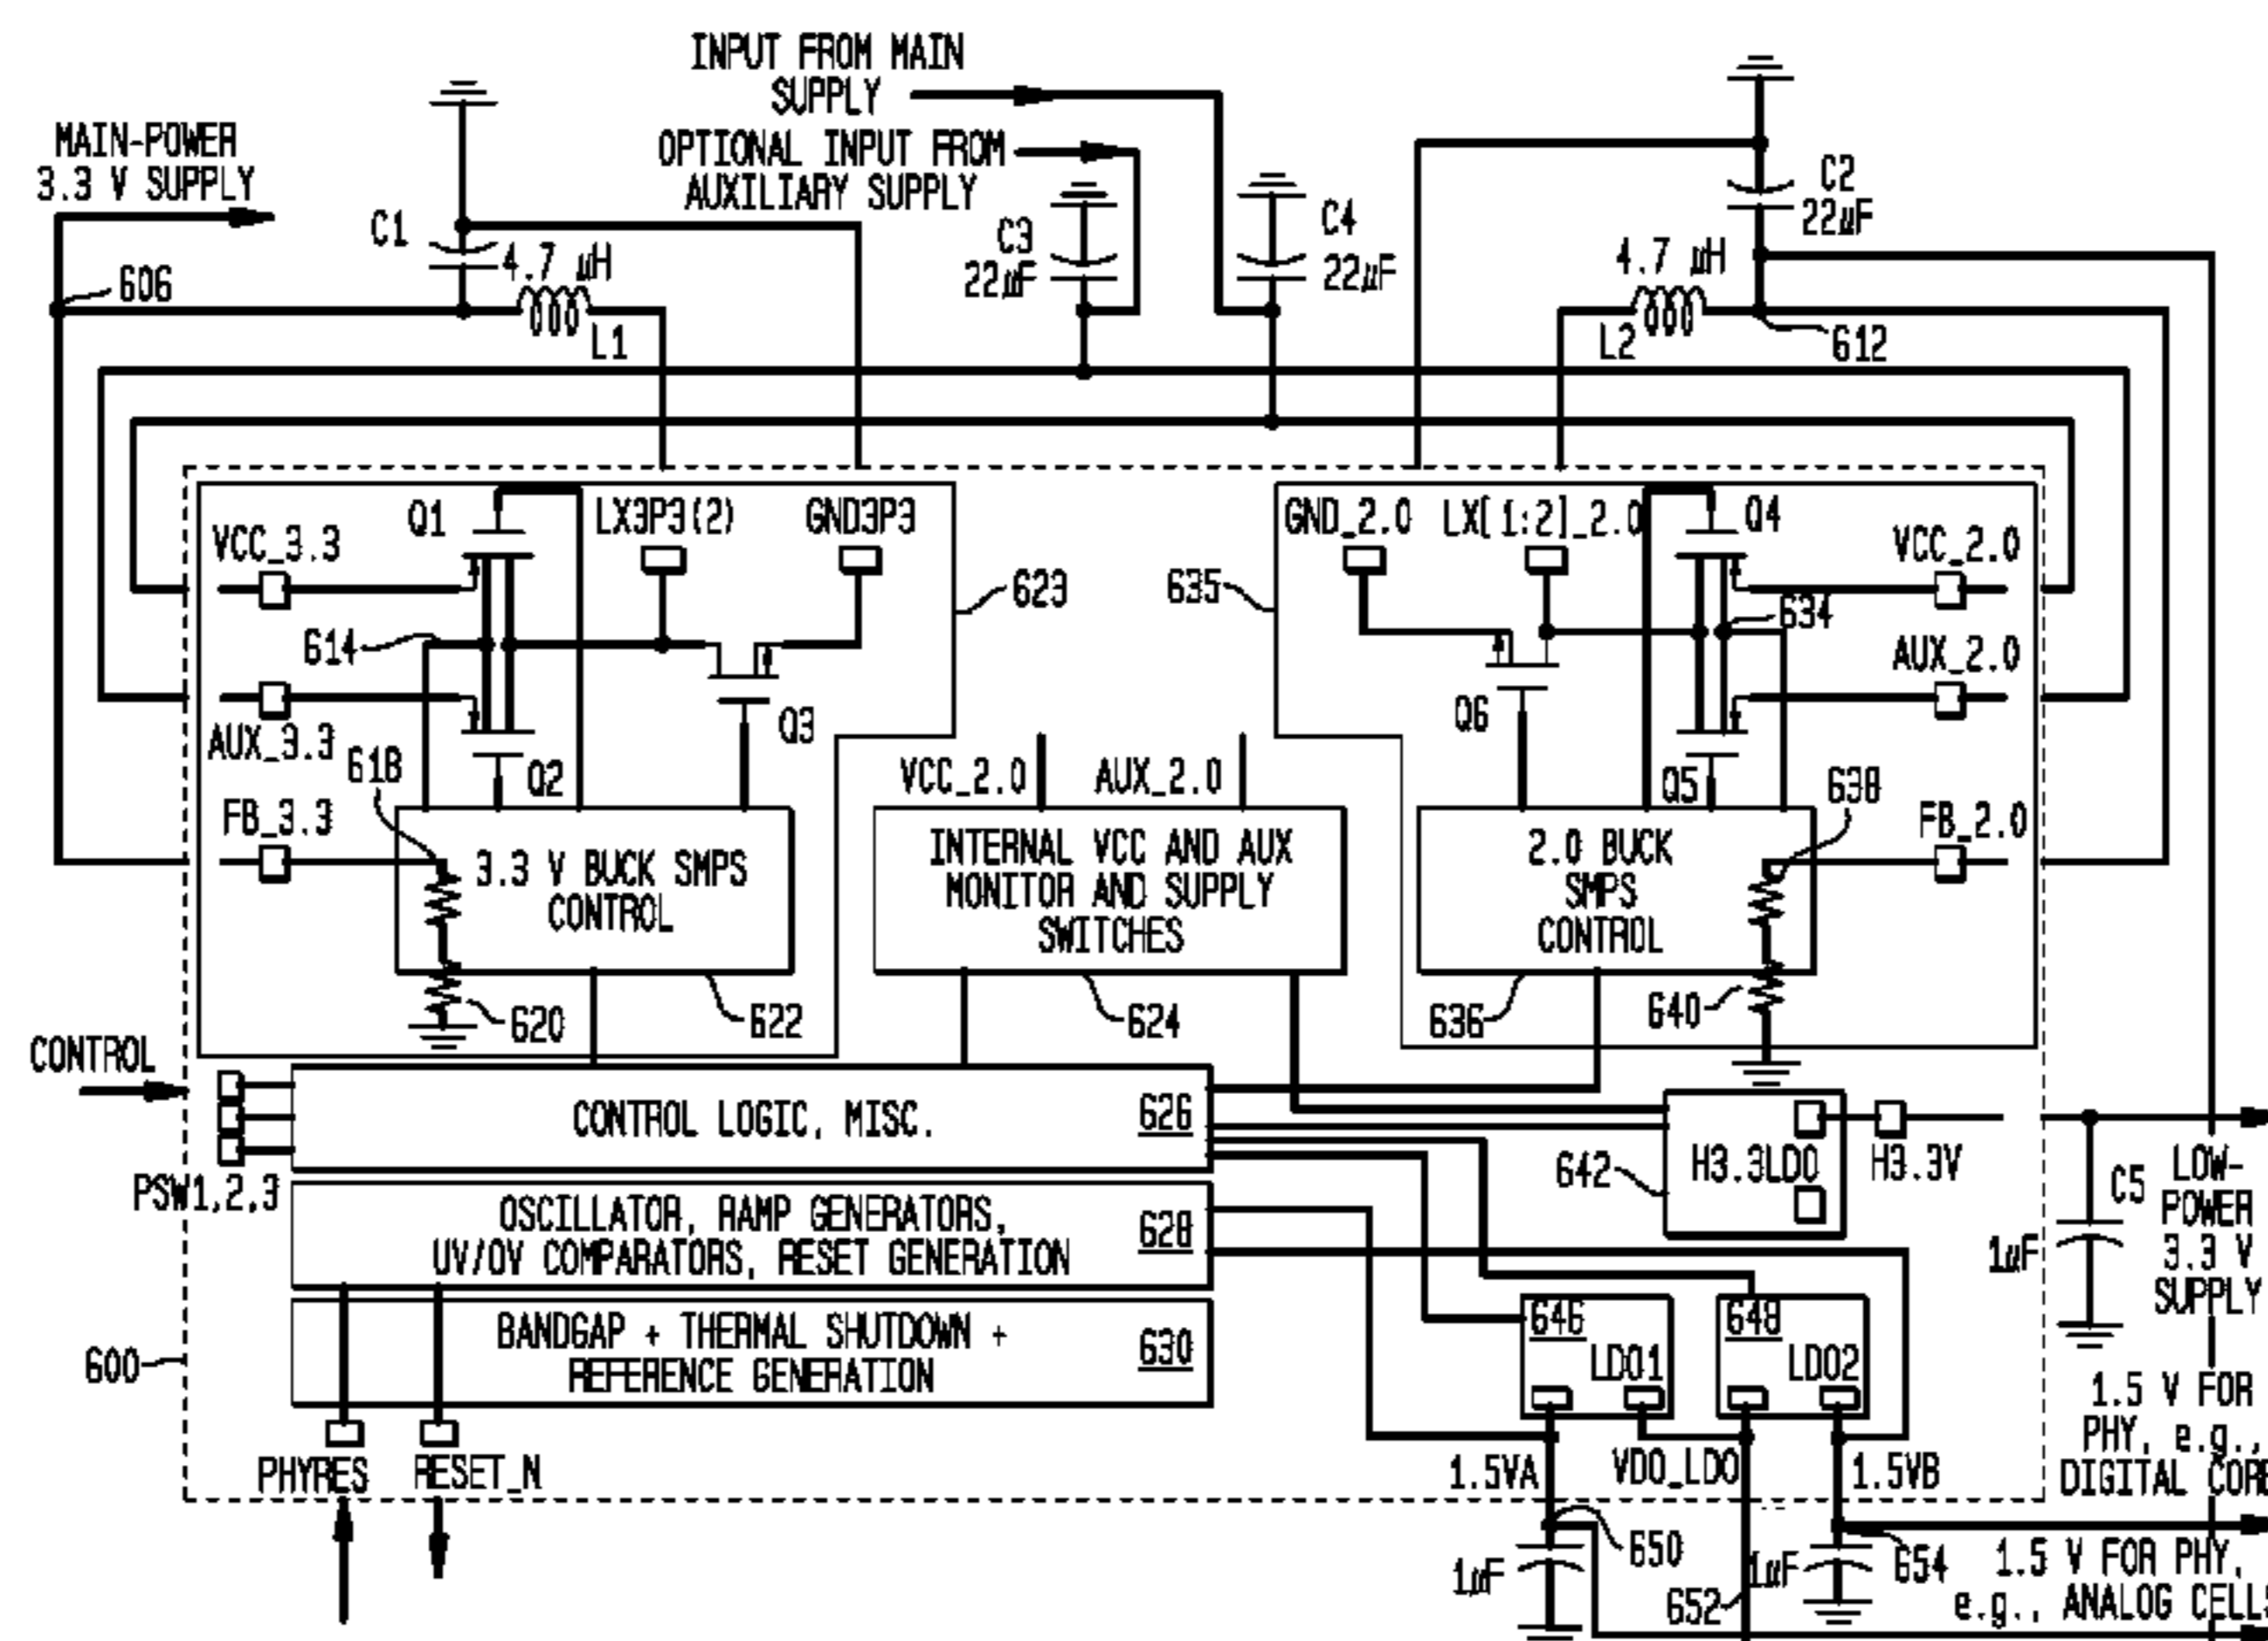 INPUT FROM MAIN
SUPPLY
MAIN-POWER
3.3 V SUPPLY
OPTIONAL INPUT FROM
AUXILIARY SUPPLY
C1
4.7 µH
L1
606
C3
22µF
C4
22µF
C2
22µF
4.7 µH
L2
612
Q1
LX3P3(2)
GND3P3
VCC_3.3
614
AUX_3.3
Q2
Q3
618
FB_3.3
623
635
GND_2.0
LX[1:2]_2.0
Q4
VCC_2.0
634
AUX_2.0
Q6
Q5
638
FB_2.0
VCC_2.0
AUX_2.0
3.3 V BUCK SMPS
CONTROL
620
622
INTERNAL VCC AND AUX
MONITOR AND SUPPLY
SWITCHES
624
2.0 BUCK
SMPS
CONTROL
636
640
CONTROL
PSW1,2,3
CONTROL LOGIC, MISC.
626
OSCILLATOR, RAMP GENERATORS,
UV/OV COMPARATORS, RESET GENERATION
628
BANDGAP + THERMAL SHUTDOWN +
REFERENCE GENERATION
630
600
PHYRES
RESET_N
642
H3.3LDO
H3.3V
C5
1µF
LOW-
POWER
3.3 V
SUPPLY
646
LDO1
648
LDO2
1.5VA
VDO_LDO
1.5VB
1.5 V FOR
PHY, e.g.,
DIGITAL CORE
650
1µF
652
1µF
654
1.5 V FOR PHY,
e.g., ANALOG CELLS